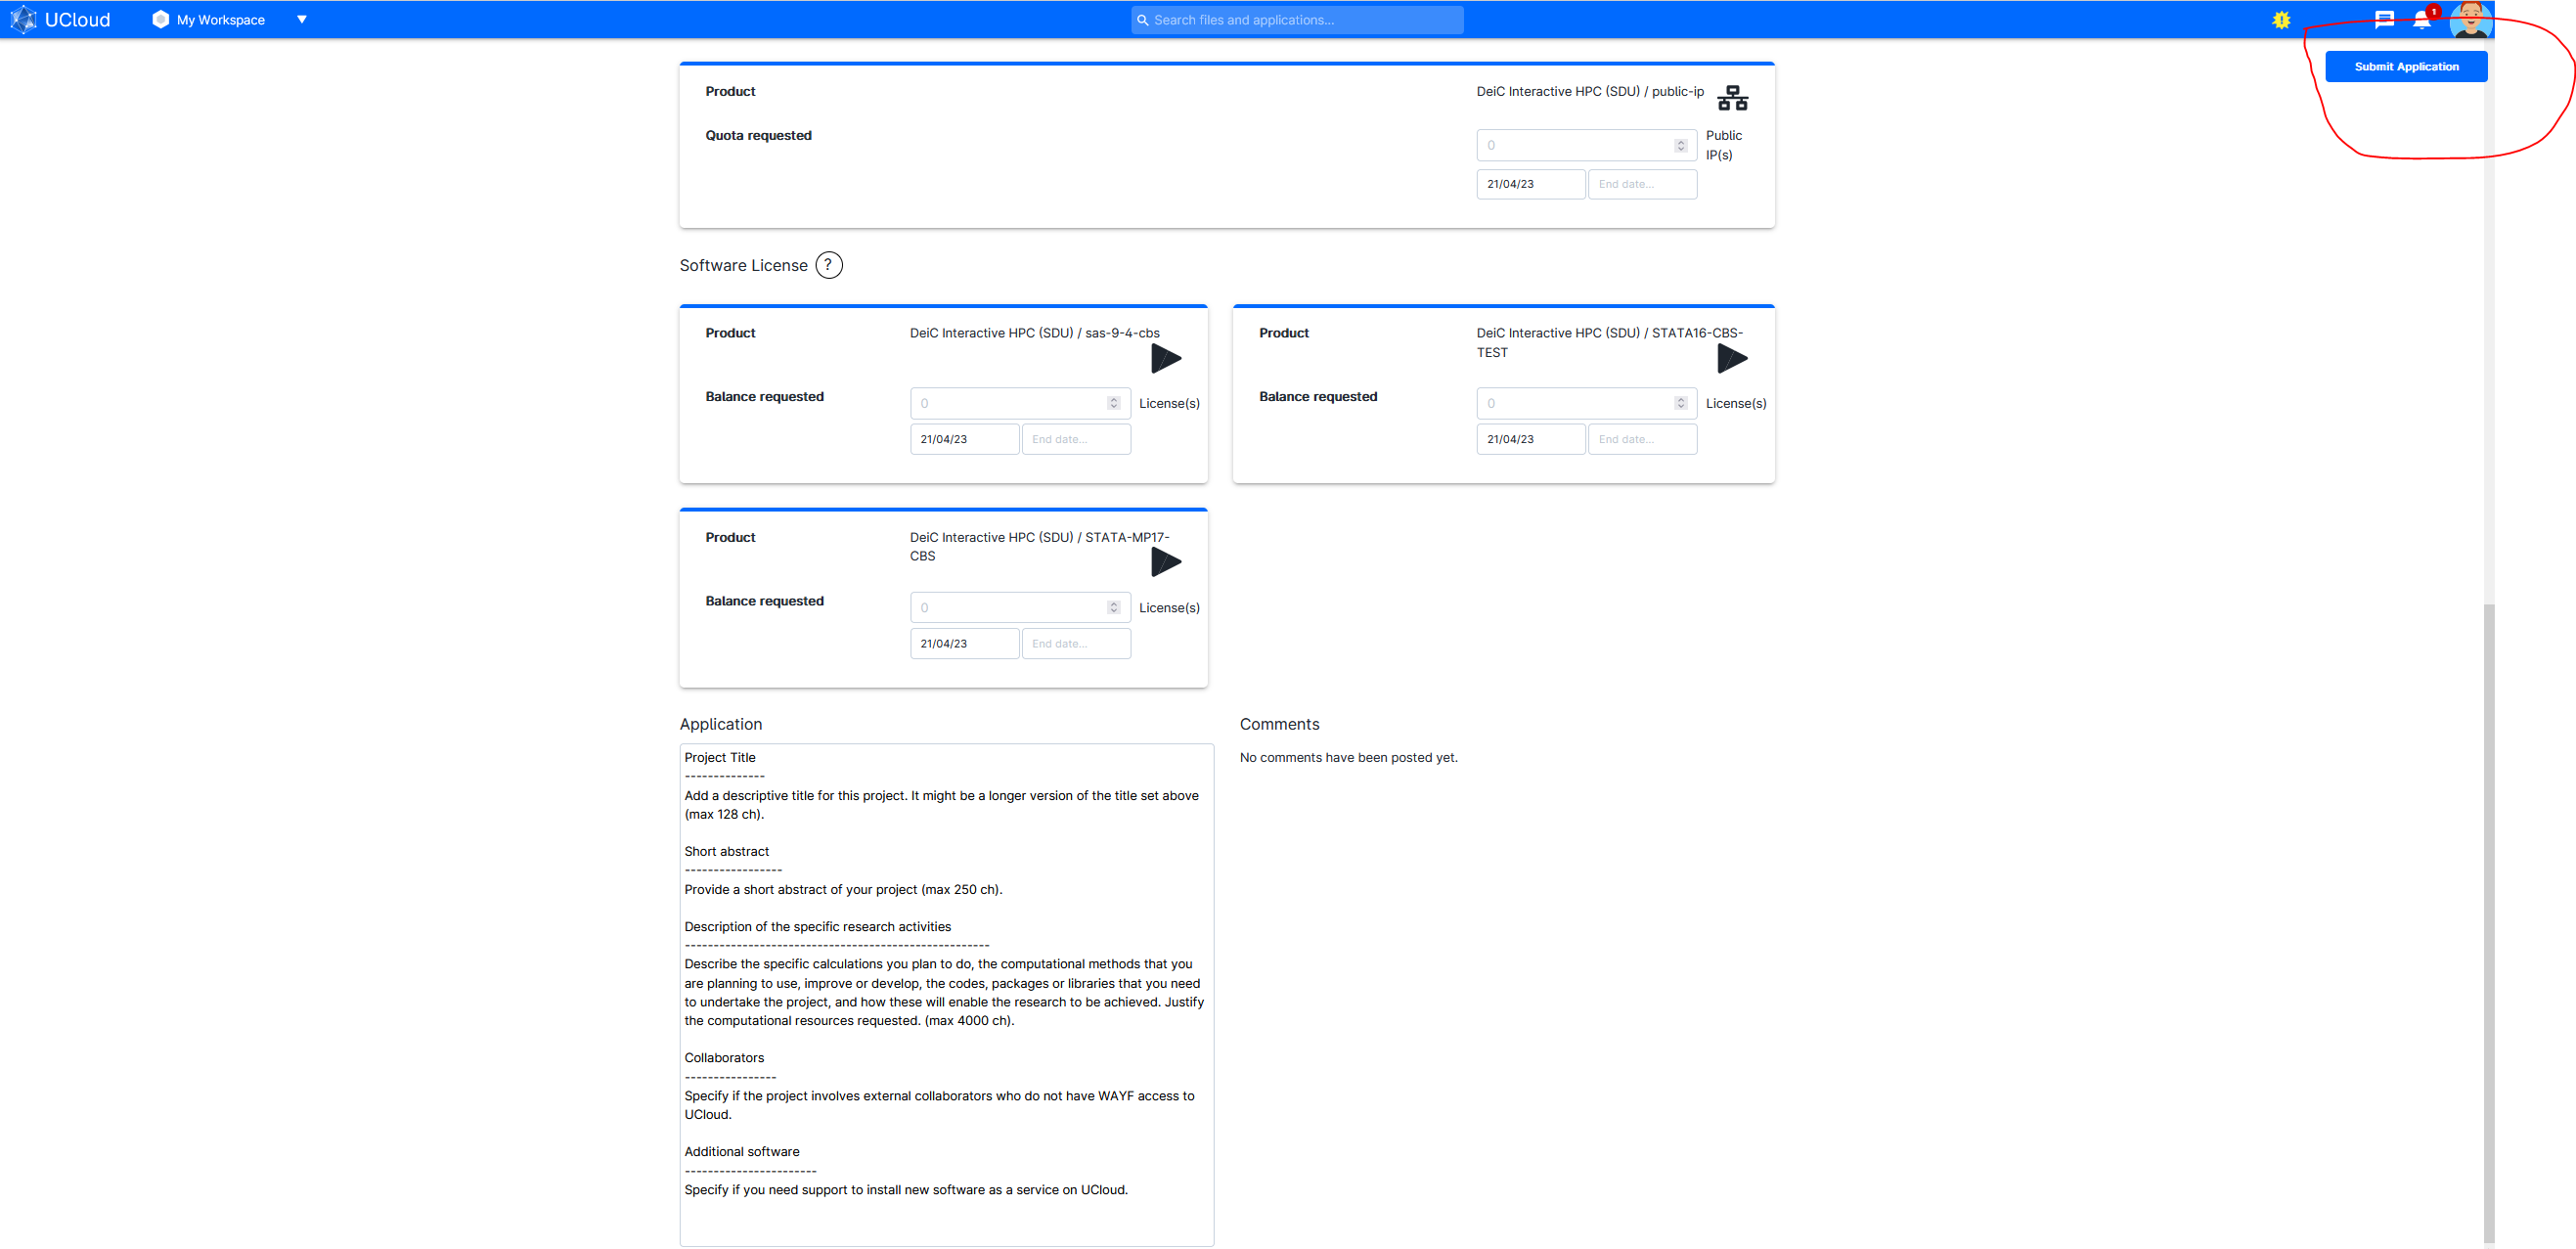 UCloud
My Workspace
Search files and applications...
1
Submit Application
Product
DeiC Interactive HPC (SDU) / public-ip
Quota requested
0
Public
IP(s)
21/04/23
End date...
Software License ?
Product
DeiC Interactive HPC (SDU) / sas-9-4-cbs
Balance requested
0
License(s)
21/04/23
End date...
Product
DeiC Interactive HPC (SDU) / STATA16-CBS-
TEST
Balance requested
0
License(s)
21/04/23
End date...
Product
DeiC Interactive HPC (SDU) / STATA-MP17-
CBS
Balance requested
0
License(s)
21/04/23
End date...
Application
Project Title
--------------
Add a descriptive title for this project. It might be a longer version of the title set above
(max 128 ch).
Short abstract
-----------------
Provide a short abstract of your project (max 250 ch).
Description of the specific research activities
-----------------------------------------------------
Describe the specific calculations you plan to do, the computational methods that you
are planning to use, improve or develop, the codes, packages or libraries that you need
to undertake the project, and how these will enable the research to be achieved. Justify
the computational resources requested. (max 4000 ch).
Collaborators
----------------
Specify if the project involves external collaborators who do not have WAYF access to
UCloud.
Additional software
-----------------------
Specify if you need support to install new software as a service on UCloud.
Comments
No comments have been posted yet.